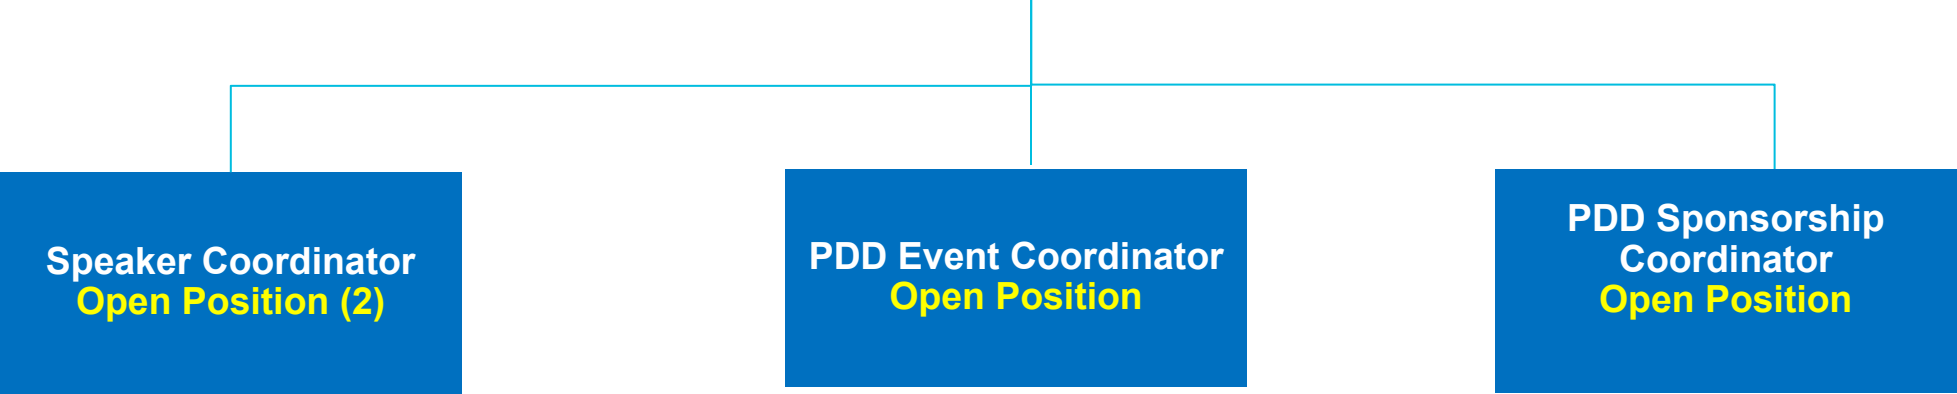 Speaker Coordinator
Open Position (2)
PDD Event Coordinator
Open Position
PDD Sponsorship
Coordinator
Open Position